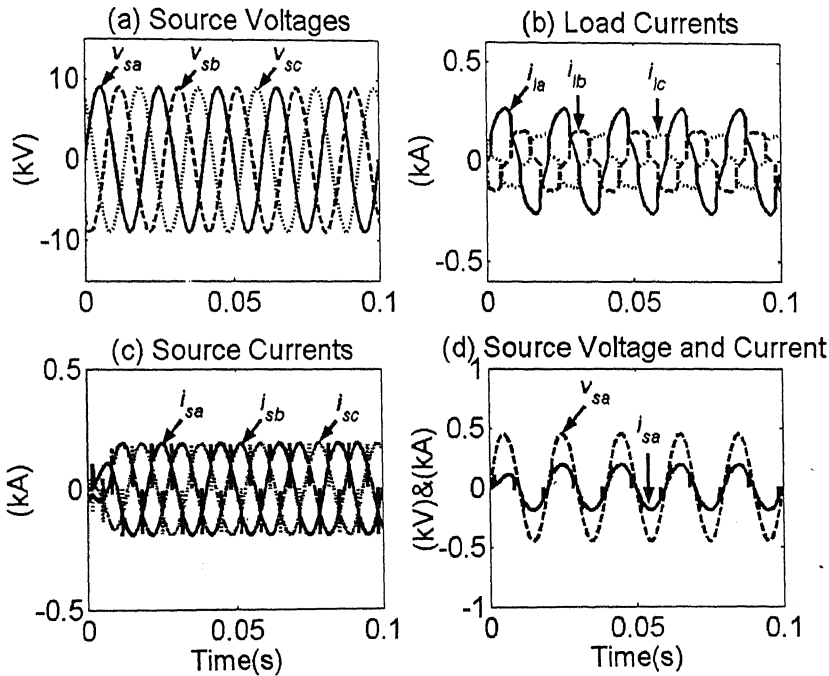 (a) Source Voltages
v_sa
v_sb
v_sc
10
0
-10
(kV)
0
0.05
0.1
(b) Load Currents
i_la
i_lb
i_lc
0.5
0
-0.5
(kA)
0
0.05
0.1
(c) Source Currents
i_sa
i_sb
i_sc
0.5
0
-0.5
(kA)
0
0.05
0.1
Time(s)
(d) Source Voltage and Current
v_sa
i_sa
1
0.5
0
-0.5
-1
(kV)&(kA)
0
0.05
0.1
Time(s)